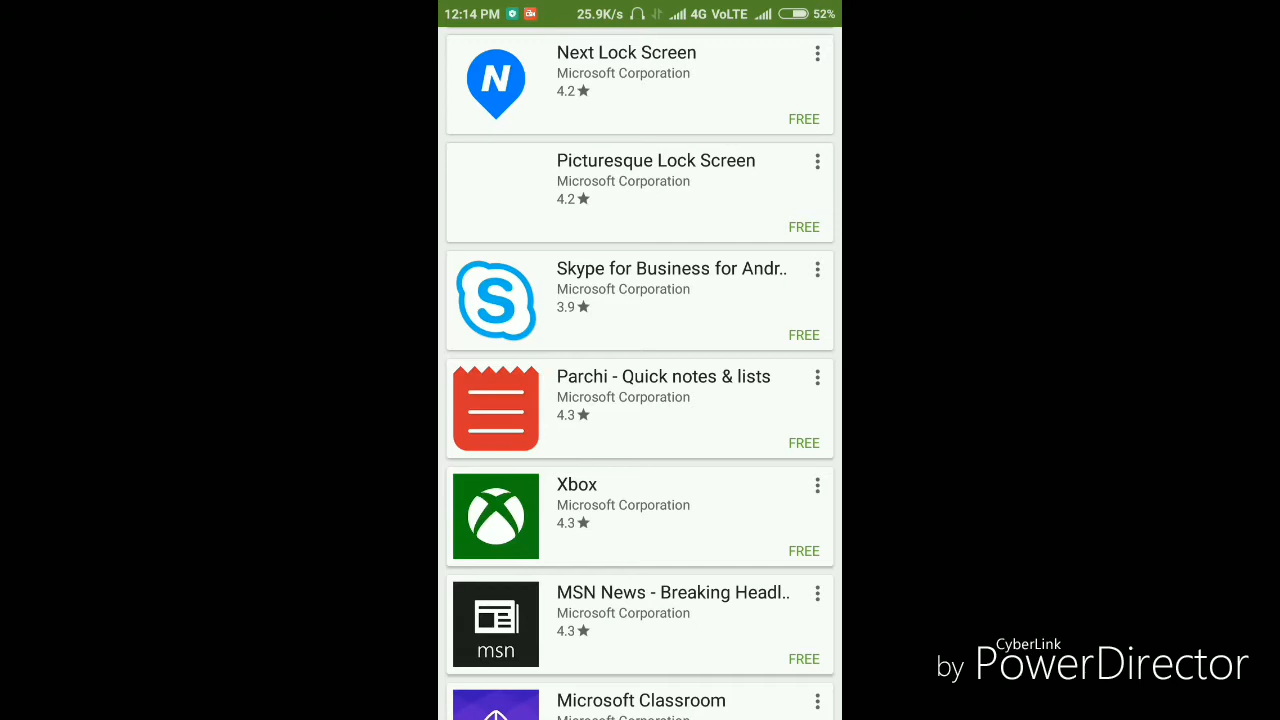 12:14 PM 25.9K/s 4G VoLTE 52%
N
Next Lock Screen
Microsoft Corporation
4.2★
FREE
Picturesque Lock Screen
Microsoft Corporation
4.2★
FREE
S
Skype for Business for Andr..
Microsoft Corporation
3.9★
FREE
Parchi - Quick notes & lists
Microsoft Corporation
4.3★
FREE
Xbox
Microsoft Corporation
4.3★
FREE
msn
MSN News - Breaking Headl..
Microsoft Corporation
4.3★
FREE
Microsoft Classroom
Microsoft Corporation
CyberLink
by PowerDirector